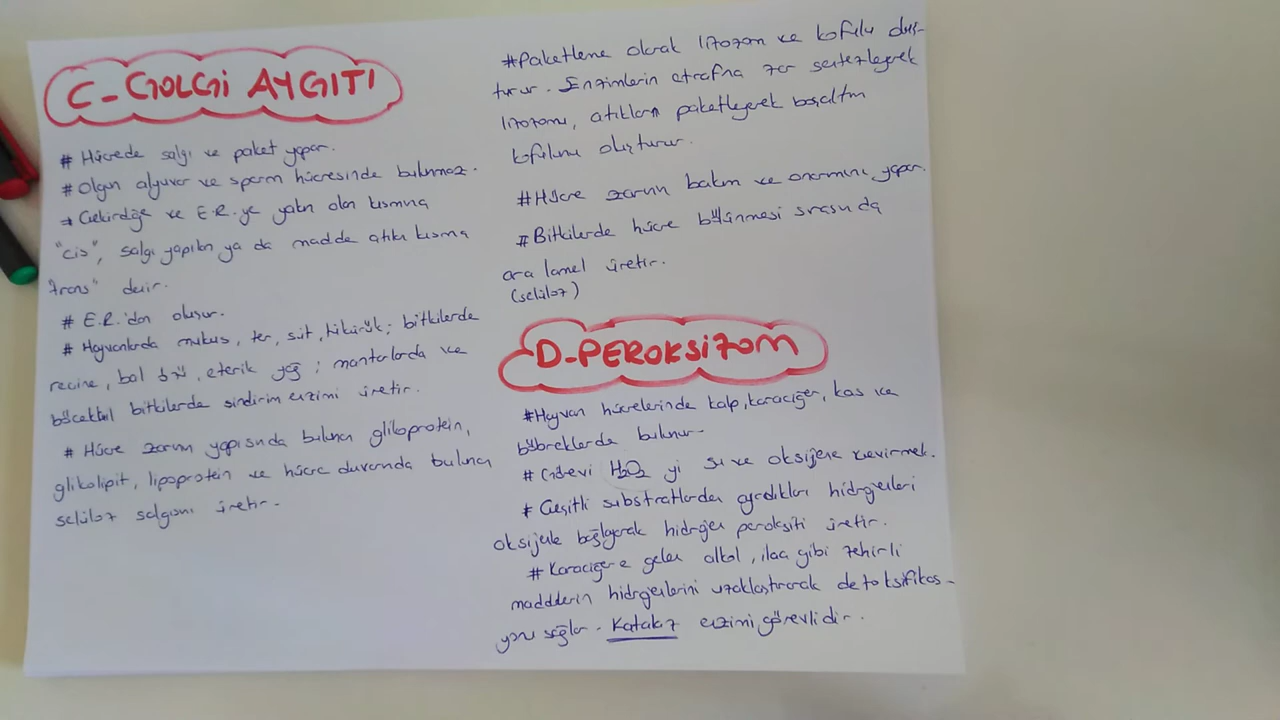 C- GOLGİ AYGITI
# Hücrede salgı ve paket yapar.
# Olgun alyuvar ve sperm hücresinde bulunmaz.
→ Çekirdeğe ve E.R.ye yakın olan kısmına
"cis", salgı yapılan ya da madde atılan kısma
"trans" denir.
# E.R.'dan oluşur.
# Hayvanlarda mukus, ter, süt, tükürük; bitkilerde
reçine, bal özü, eterik yağ; mantarlarda ve
böcekçil bitkilerde sindirim enzimi üretir.
# Hücre zarının yapısında bulunan glikoprotein,
glikolipit, lipoprotein ve hücre duvarında bulunan
selüloz salgısını üretir.
#Paketleme olarak lizozom ve kofulu oluş-
turur. Enzimlerin etrafına zar sentezleyerek
lizozomu, atıkları paketleyerek boşaltım
kofulunu oluşturur.
#Hücre zarının bakım ve onarımını yapar.
# Bitkilerde hücre bölünmesi sırasında
ara lamel üretir.
(selüloz)
D-PEROKSİZOM
#Hayvan hücrelerinde kalp, karaciğer, kas ve
böbreklerde bulunur.
# Görevi H₂O₂ yi su ve oksijene çevirmek.
# Çeşitli substratlardan ayırdıkları hidrojenleri
oksijenle bağlayarak hidrojen peroksiti üretir.
# Karaciğere gelen alkol, ilaç gibi zehirli
maddelerin hidrojenlerini uzaklaştırarak detoksifikas-
yonu sağlar. Katalaz enzimi görevlidir.